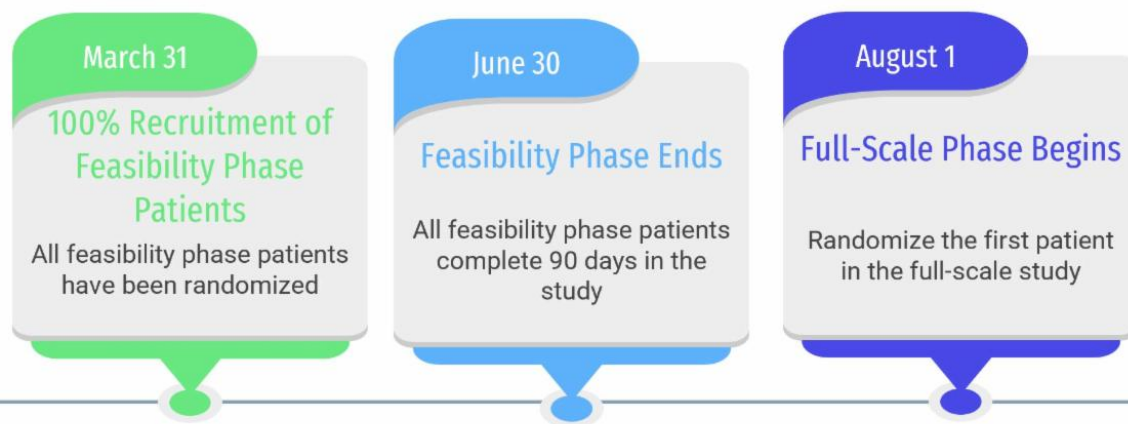 March 31
100% Recruitment of
Feasibility Phase
Patients
All feasibility phase patients
have been randomized
June 30
Feasibility Phase Ends
All feasibility phase patients
complete 90 days in the
study
August 1
Full-Scale Phase Begins
Randomize the first patient
in the full-scale study